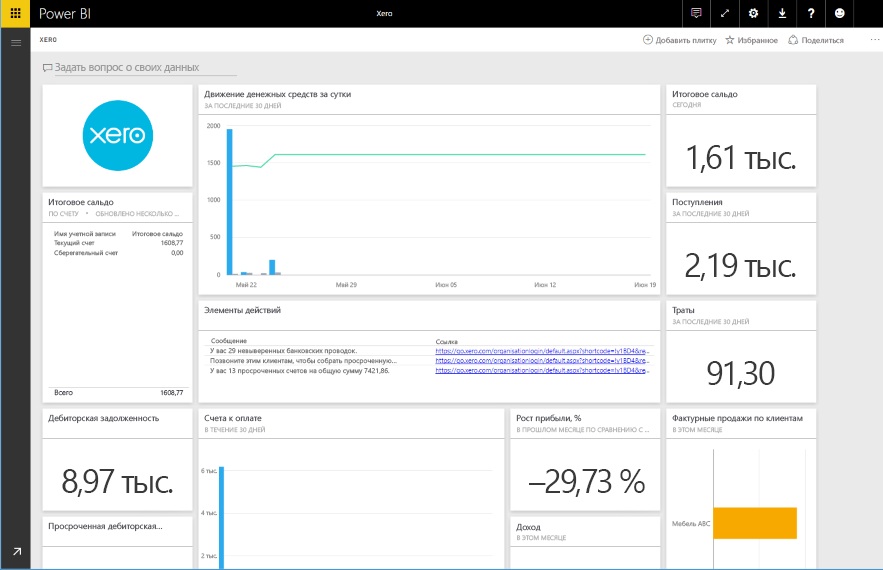 Power BI
Xero
XERO
Добавить плитку
Избранное
Поделиться
Задать вопрос о своих данных
xero
Движение денежных средств за сутки
ЗА ПОСЛЕДНИЕ 30 ДНЕЙ
2000
1500
1000
500
0
Май 22
Май 29
Июн 05
Июн 12
Июн 19
Итоговое сальдо
СЕГОДНЯ
1,61 тыс.
Итоговое сальдо
ПО СЧЕТУ • ОБНОВЛЕНО НЕСКОЛЬКО ...
Имя учетной записи Итоговое сальдо
Текущий счет 1608,77
Сберегательный счет 0,00
Всего 1608,77
Поступления
ЗА ПОСЛЕДНИЕ 30 ДНЕЙ
2,19 тыс.
Элементы действий
Сообщение Ссылка
У вас 29 невыверенных банковских проводок. https://go.xero.com/organisationlogin/default.aspx?shortcode=!y1BD4&re...
Позвоните этим клиентам, чтобы собрать просроченную... https://go.xero.com/organisationlogin/default.aspx?shortcode=!y1BD4&re...
У вас 13 просроченных счетов на общую сумму 7421,86. https://go.xero.com/organisationlogin/default.aspx?shortcode=!y1BD4&re...
Траты
ЗА ПОСЛЕДНИЕ 30 ДНЕЙ
91,30
Дебиторская задолженность
8,97 тыс.
Счета к оплате
В ТЕЧЕНИЕ 30 ДНЕЙ
6 тыс.
4 тыс.
2 тыс.
Рост прибыли, %
В ПРОШЛОМ МЕСЯЦЕ ПО СРАВНЕНИЮ С ...
–29,73 %
Фактурные продажи по клиентам
В ЭТОМ МЕСЯЦЕ
Мебель ABC
Просроченная дебиторская...
Доход
В ЭТОМ МЕСЯЦЕ